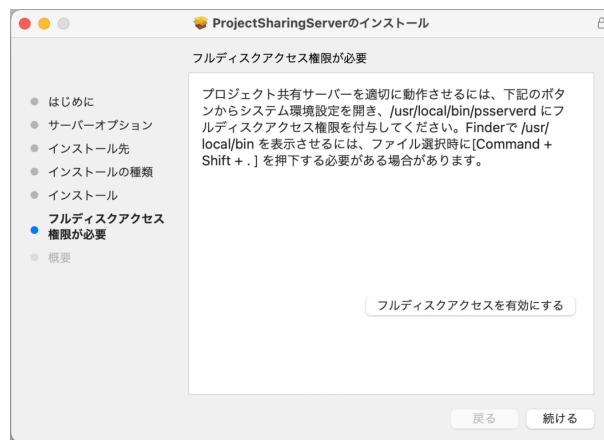 ProjectSharingServerのインストール
フルディスクアクセス権限が必要
はじめに
サーバーオプション
インストール先
インストールの種類
インストール
フルディスクアクセス
権限が必要
概要
プロジェクト共有サーバーを適切に動作させるには、下記のボタ
ンからシステム環境設定を開き、/usr/local/bin/psserverd にフ
ルディスクアクセス権限を付与してください。Finderで /usr/
local/bin を表示させるには、ファイル選択時に[Command +
Shift + . ] を押下する必要がある場合があります。
フルディスクアクセスを有効にする
戻る
続ける